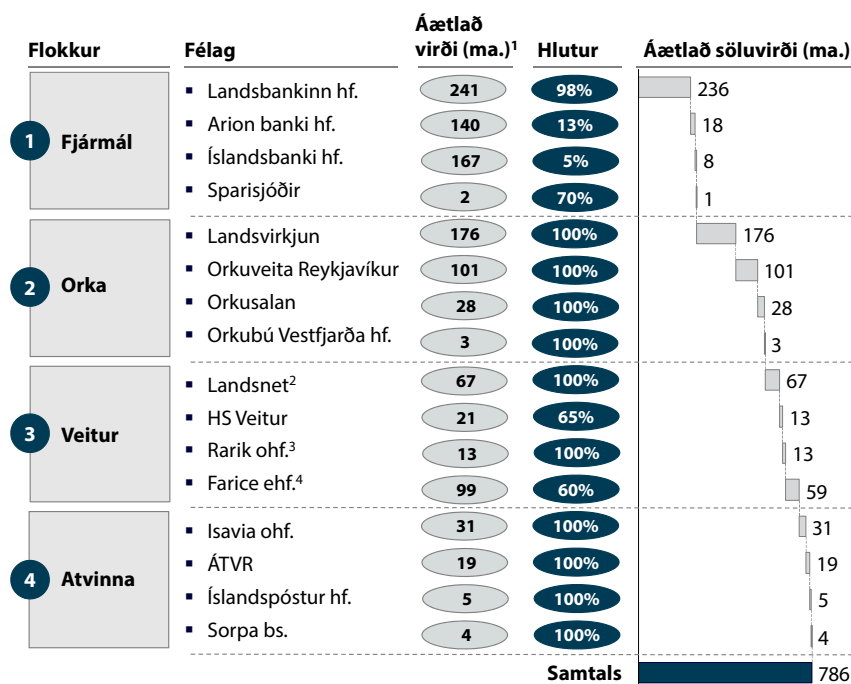 Flokkur Félag Áætlað virði (ma.)¹ Hlutur Áætlað söluvirði (ma.)
1 Fjármál
Landsbankinn hf. 241 98% 236
Arion banki hf. 140 13% 18
Íslandsbanki hf. 167 5% 8
Sparisjóðir 2 70% 1
2 Orka
Landsvirkjun 176 100% 176
Orkuveita Reykjavíkur 101 100% 101
Orkusalan 28 100% 28
Orkubú Vestfjarða hf. 3 100% 3
3 Veitur
Landsnet² 67 100% 67
HS Veitur 21 65% 13
Rarik ohf.³ 13 100% 13
Farice ehf.⁴ 99 60% 59
4 Atvinna
Isavia ohf. 31 100% 31
ÁTVR 19 100% 19
Íslandspóstur hf. 5 100% 5
Sorpa bs. 4 100% 4
Samtals 786